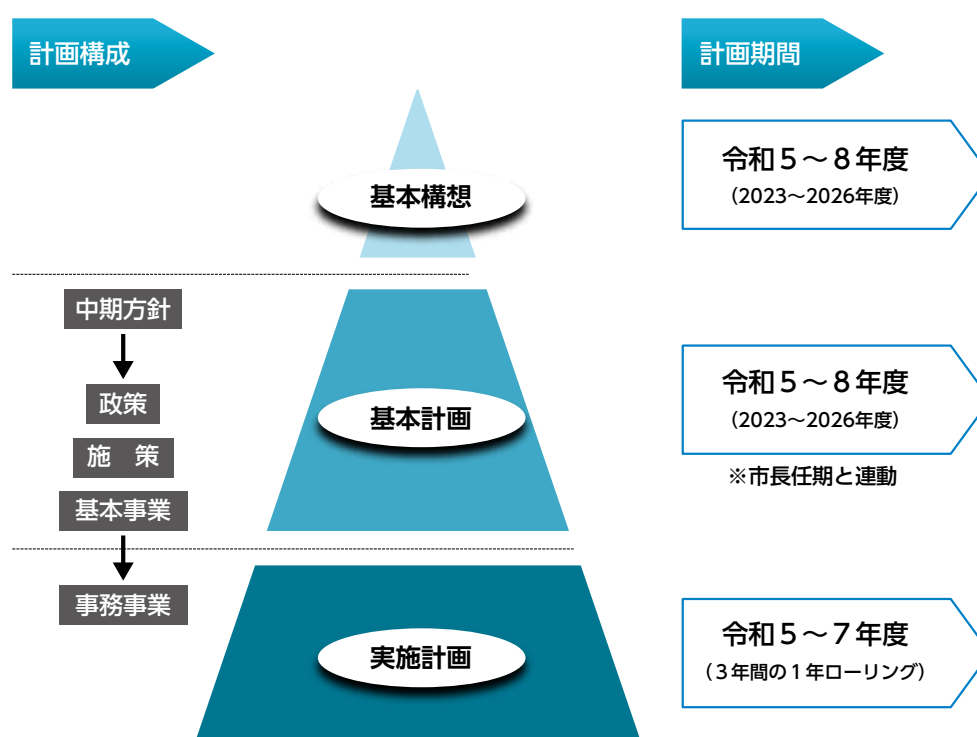 計画構成
計画期間
基本構想
令和5～8年度
(2023～2026年度)
中期方針
政策
施　策
基本事業
基本計画
令和5～8年度
(2023～2026年度)
※市長任期と連動
事務事業
実施計画
令和5～7年度
(3年間の1年ローリング)